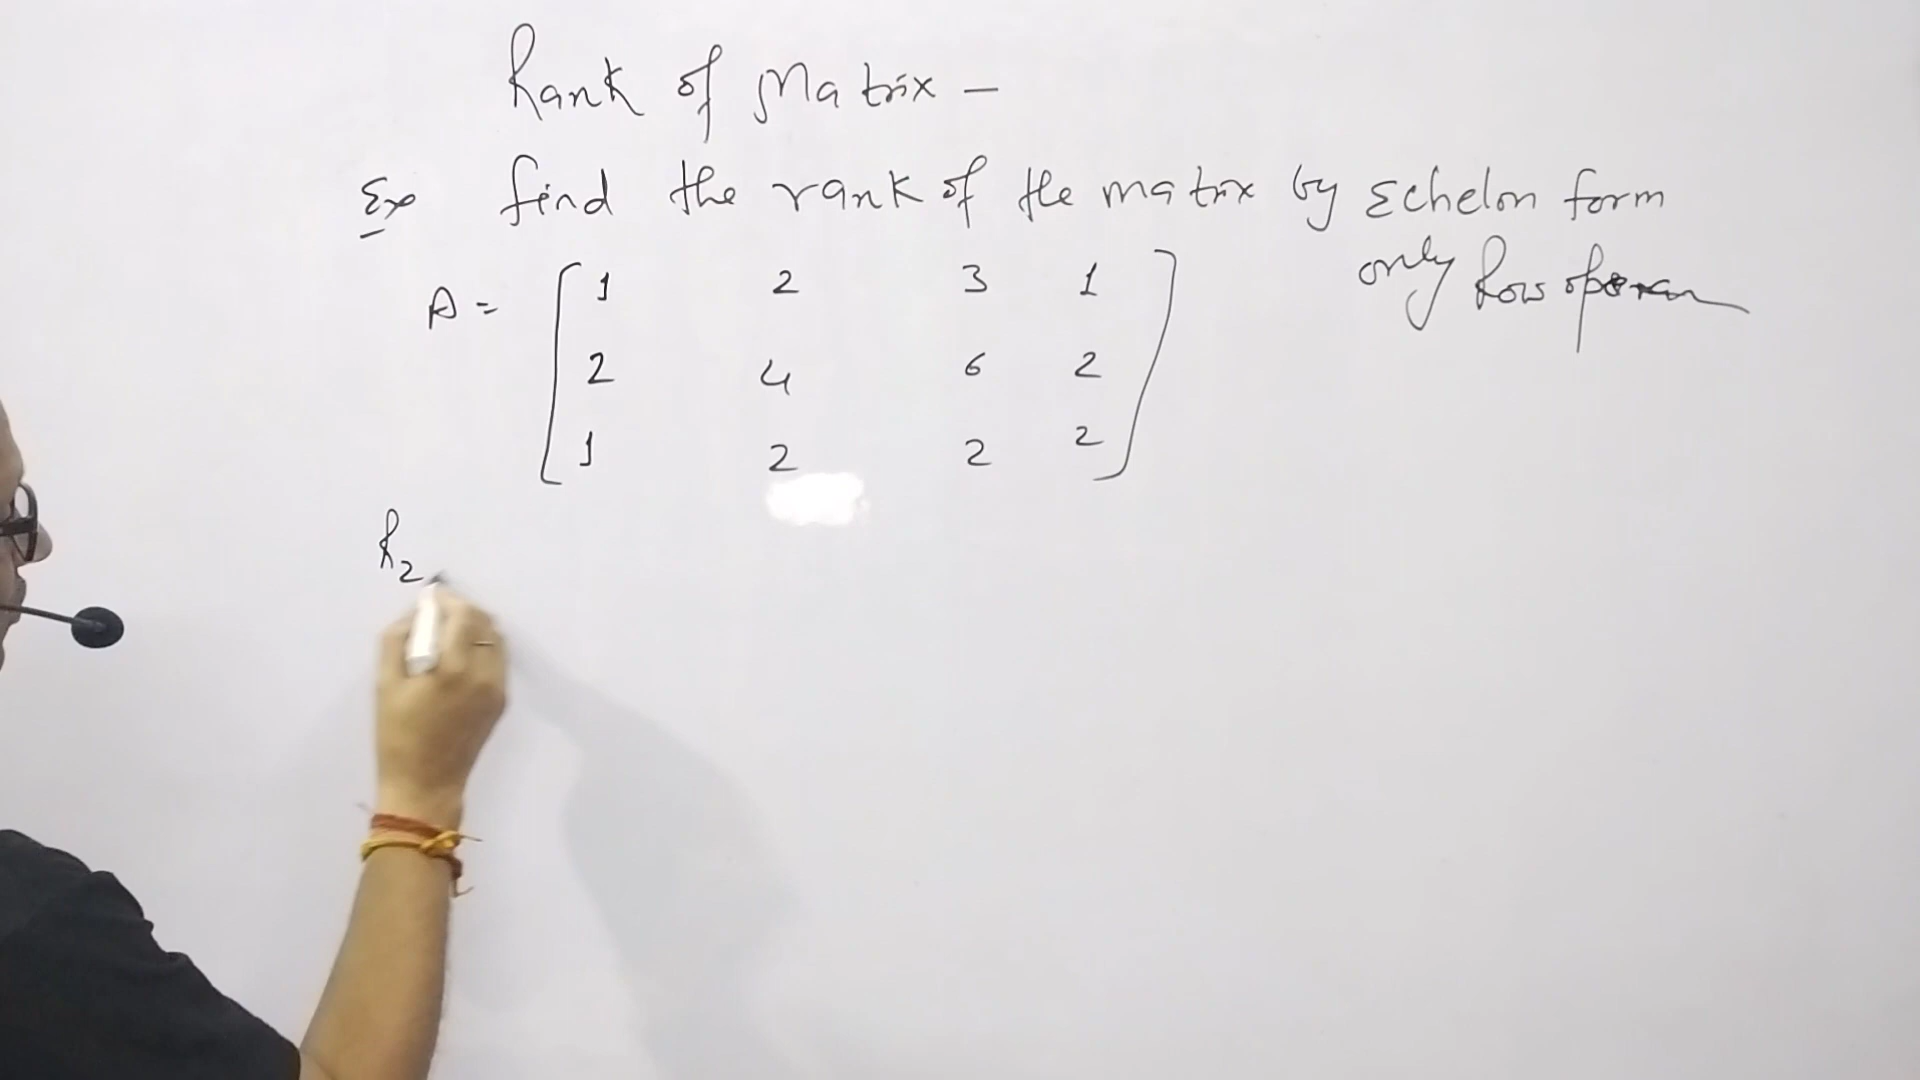 Rank of Matrix -
Ex find the rank of the matrix by Echelon form
only Row
A = [ 1 2 3 1
2 4 6 2
1 2 2 2 ]
R2